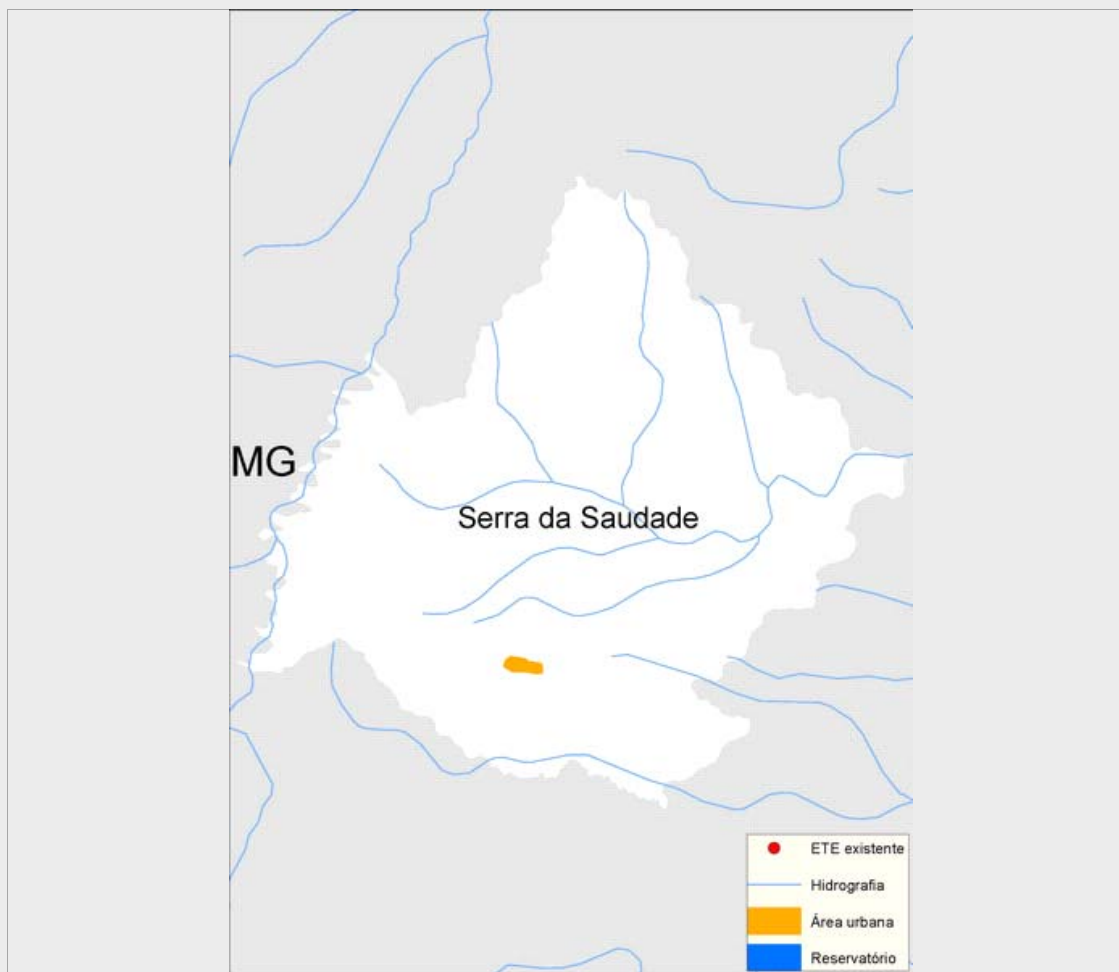 MG
Serra da Saudade
ETE existente
Hidrografia
Área urbana
Reservatório